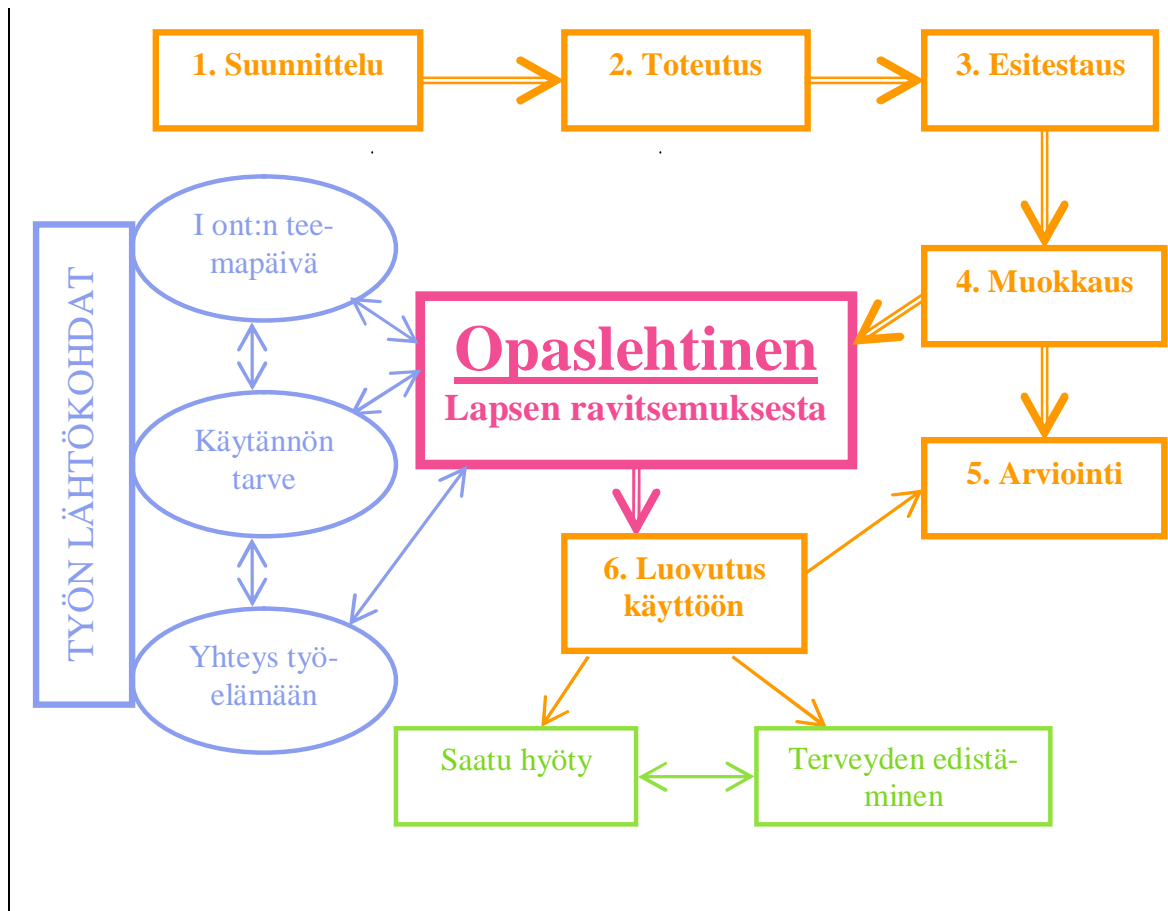 1. Suunnittelu
2. Toteutus
3. Esitestaus
TYÖN LÄHTÖKOHDAT
I ont:n tee-
mapäivä
4. Muokkaus
Opaslehtinen
Lapsen ravitsemuksesta
Käytännön
tarve
5. Arviointi
6. Luovutus
käyttöön
Yhteys työ-
elämään
Saatu hyöty
Terveyden edistä-
minen